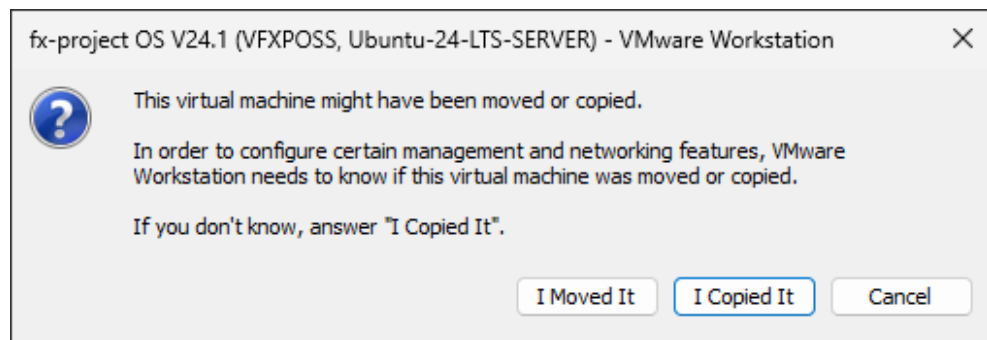 fx-project OS V24.1 (VFXPOSS, Ubuntu-24-LTS-SERVER) - VMware Workstation
This virtual machine might have been moved or copied.
In order to configure certain management and networking features, VMware
Workstation needs to know if this virtual machine was moved or copied.
If you don't know, answer "I Copied It".
I Moved It
I Copied It
Cancel